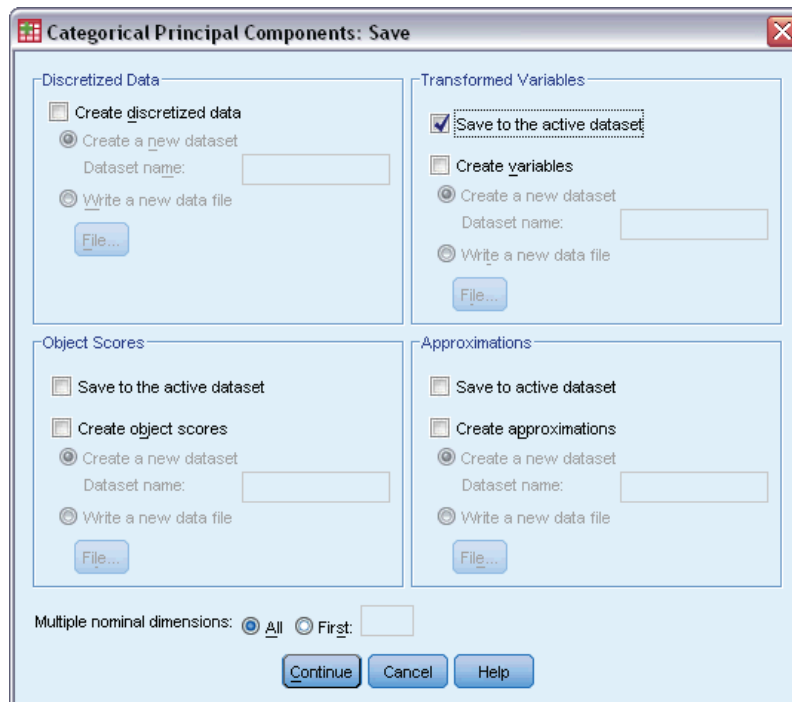 Categorical Principal Components: Save
Discretized Data
Create discretized data
Create a new dataset
Dataset name:
Write a new data file
File...
Transformed Variables
Save to the active dataset
Create variables
Create a new dataset
Dataset name:
Write a new data file
File...
Object Scores
Save to the active dataset
Create object scores
Create a new dataset
Dataset name:
Write a new data file
File...
Approximations
Save to active dataset
Create approximations
Create a new dataset
Dataset name:
Write a new data file
File...
Multiple nominal dimensions: All First:
Continue Cancel Help